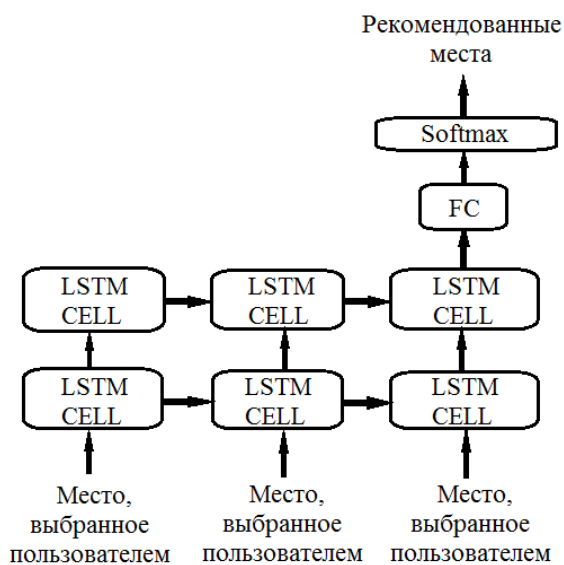 Рекомендованные
места
Softmax
FC
LSTM
CELL
LSTM
CELL
LSTM
CELL
LSTM
CELL
LSTM
CELL
LSTM
CELL
Место,
выбранное
пользователем
Место,
выбранное
пользователем
Место,
выбранное
пользователем